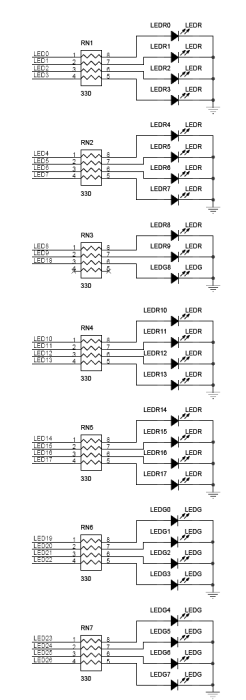 LEDR0 LEDR
RN1
LED0 1 8 LEDR1 LEDR
LED1 2 7
LED2 3 6 LEDR2 LEDR
LED3 4 5
330 LEDR3 LEDR
LEDR4 LEDR
RN2
LED4 1 8 LEDR5 LEDR
LED5 2 7
LED6 3 6 LEDR6 LEDR
LED7 4 5
330 LEDR7 LEDR
LEDR8 LEDR
RN3
LED8 1 8 LEDR9 LEDR
LED9 2 7
LED18 3 6 LEDG8 LEDG
4 5
330
LEDR10 LEDR
RN4
LED10 1 8 LEDR11 LEDR
LED11 2 7
LED12 3 6 LEDR12 LEDR
LED13 4 5
330 LEDR13 LEDR
LEDR14 LEDR
RN5
LED14 1 8 LEDR15 LEDR
LED15 2 7
LED16 3 6 LEDR16 LEDR
LED17 4 5
330 LEDR17 LEDR
LEDG0 LEDG
RN6
LED19 1 8 LEDG1 LEDG
LED20 2 7
LED21 3 6 LEDG2 LEDG
LED22 4 5
330 LEDG3 LEDG
LEDG4 LEDG
RN7
LED23 1 8 LEDG5 LEDG
LED24 2 7
LED25 3 6 LEDG6 LEDG
LED26 4 5
330 LEDG7 LEDG